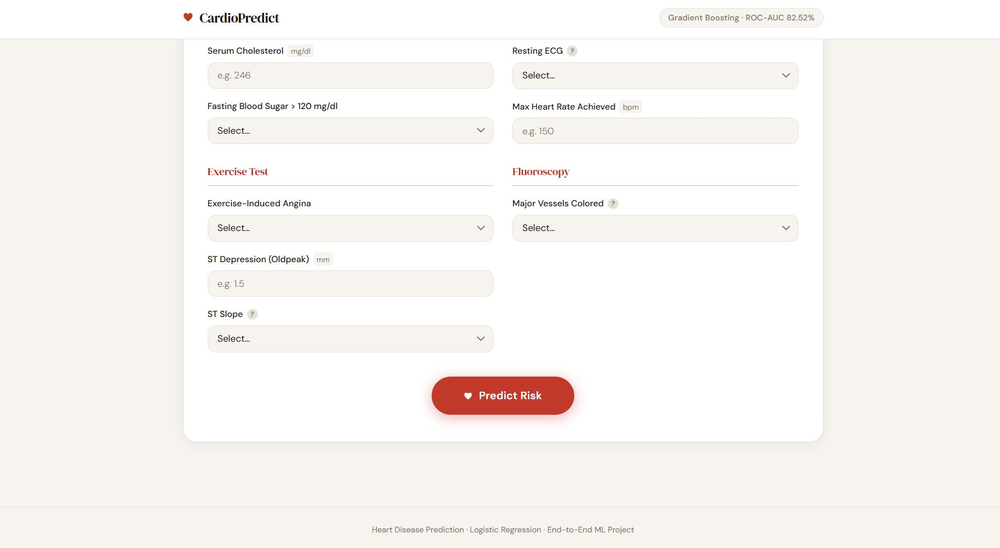 CardioPredict
Gradient Boosting · ROC-AUC 82.52%
Serum Cholesterol mg/dl
e.g. 246
Resting ECG ?
Select...
Fasting Blood Sugar > 120 mg/dl
Select...
Max Heart Rate Achieved bpm
e.g. 150
Exercise Test
Fluoroscopy
Exercise-Induced Angina
Select...
Major Vessels Colored ?
Select...
ST Depression (Oldpeak) mm
e.g. 1.5
ST Slope ?
Select...
Predict Risk
Heart Disease Prediction · Logistic Regression · End-to-End ML Project